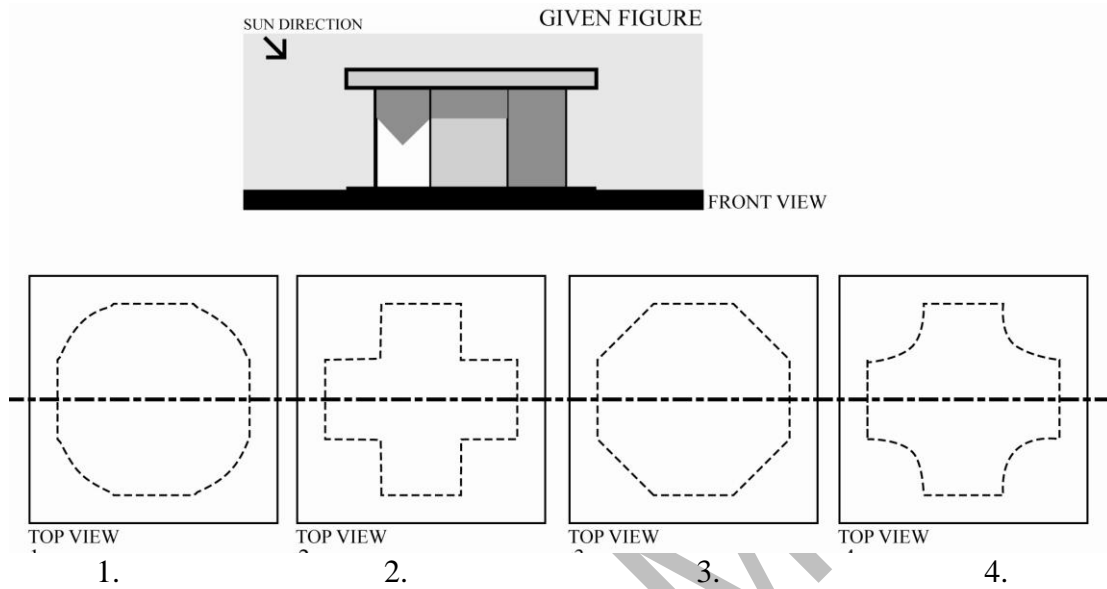 SUN DIRECTION
GIVEN FIGURE
FRONT VIEW
TOP VIEW
TOP VIEW
TOP VIEW
TOP VIEW
1. 2. 3. 4.